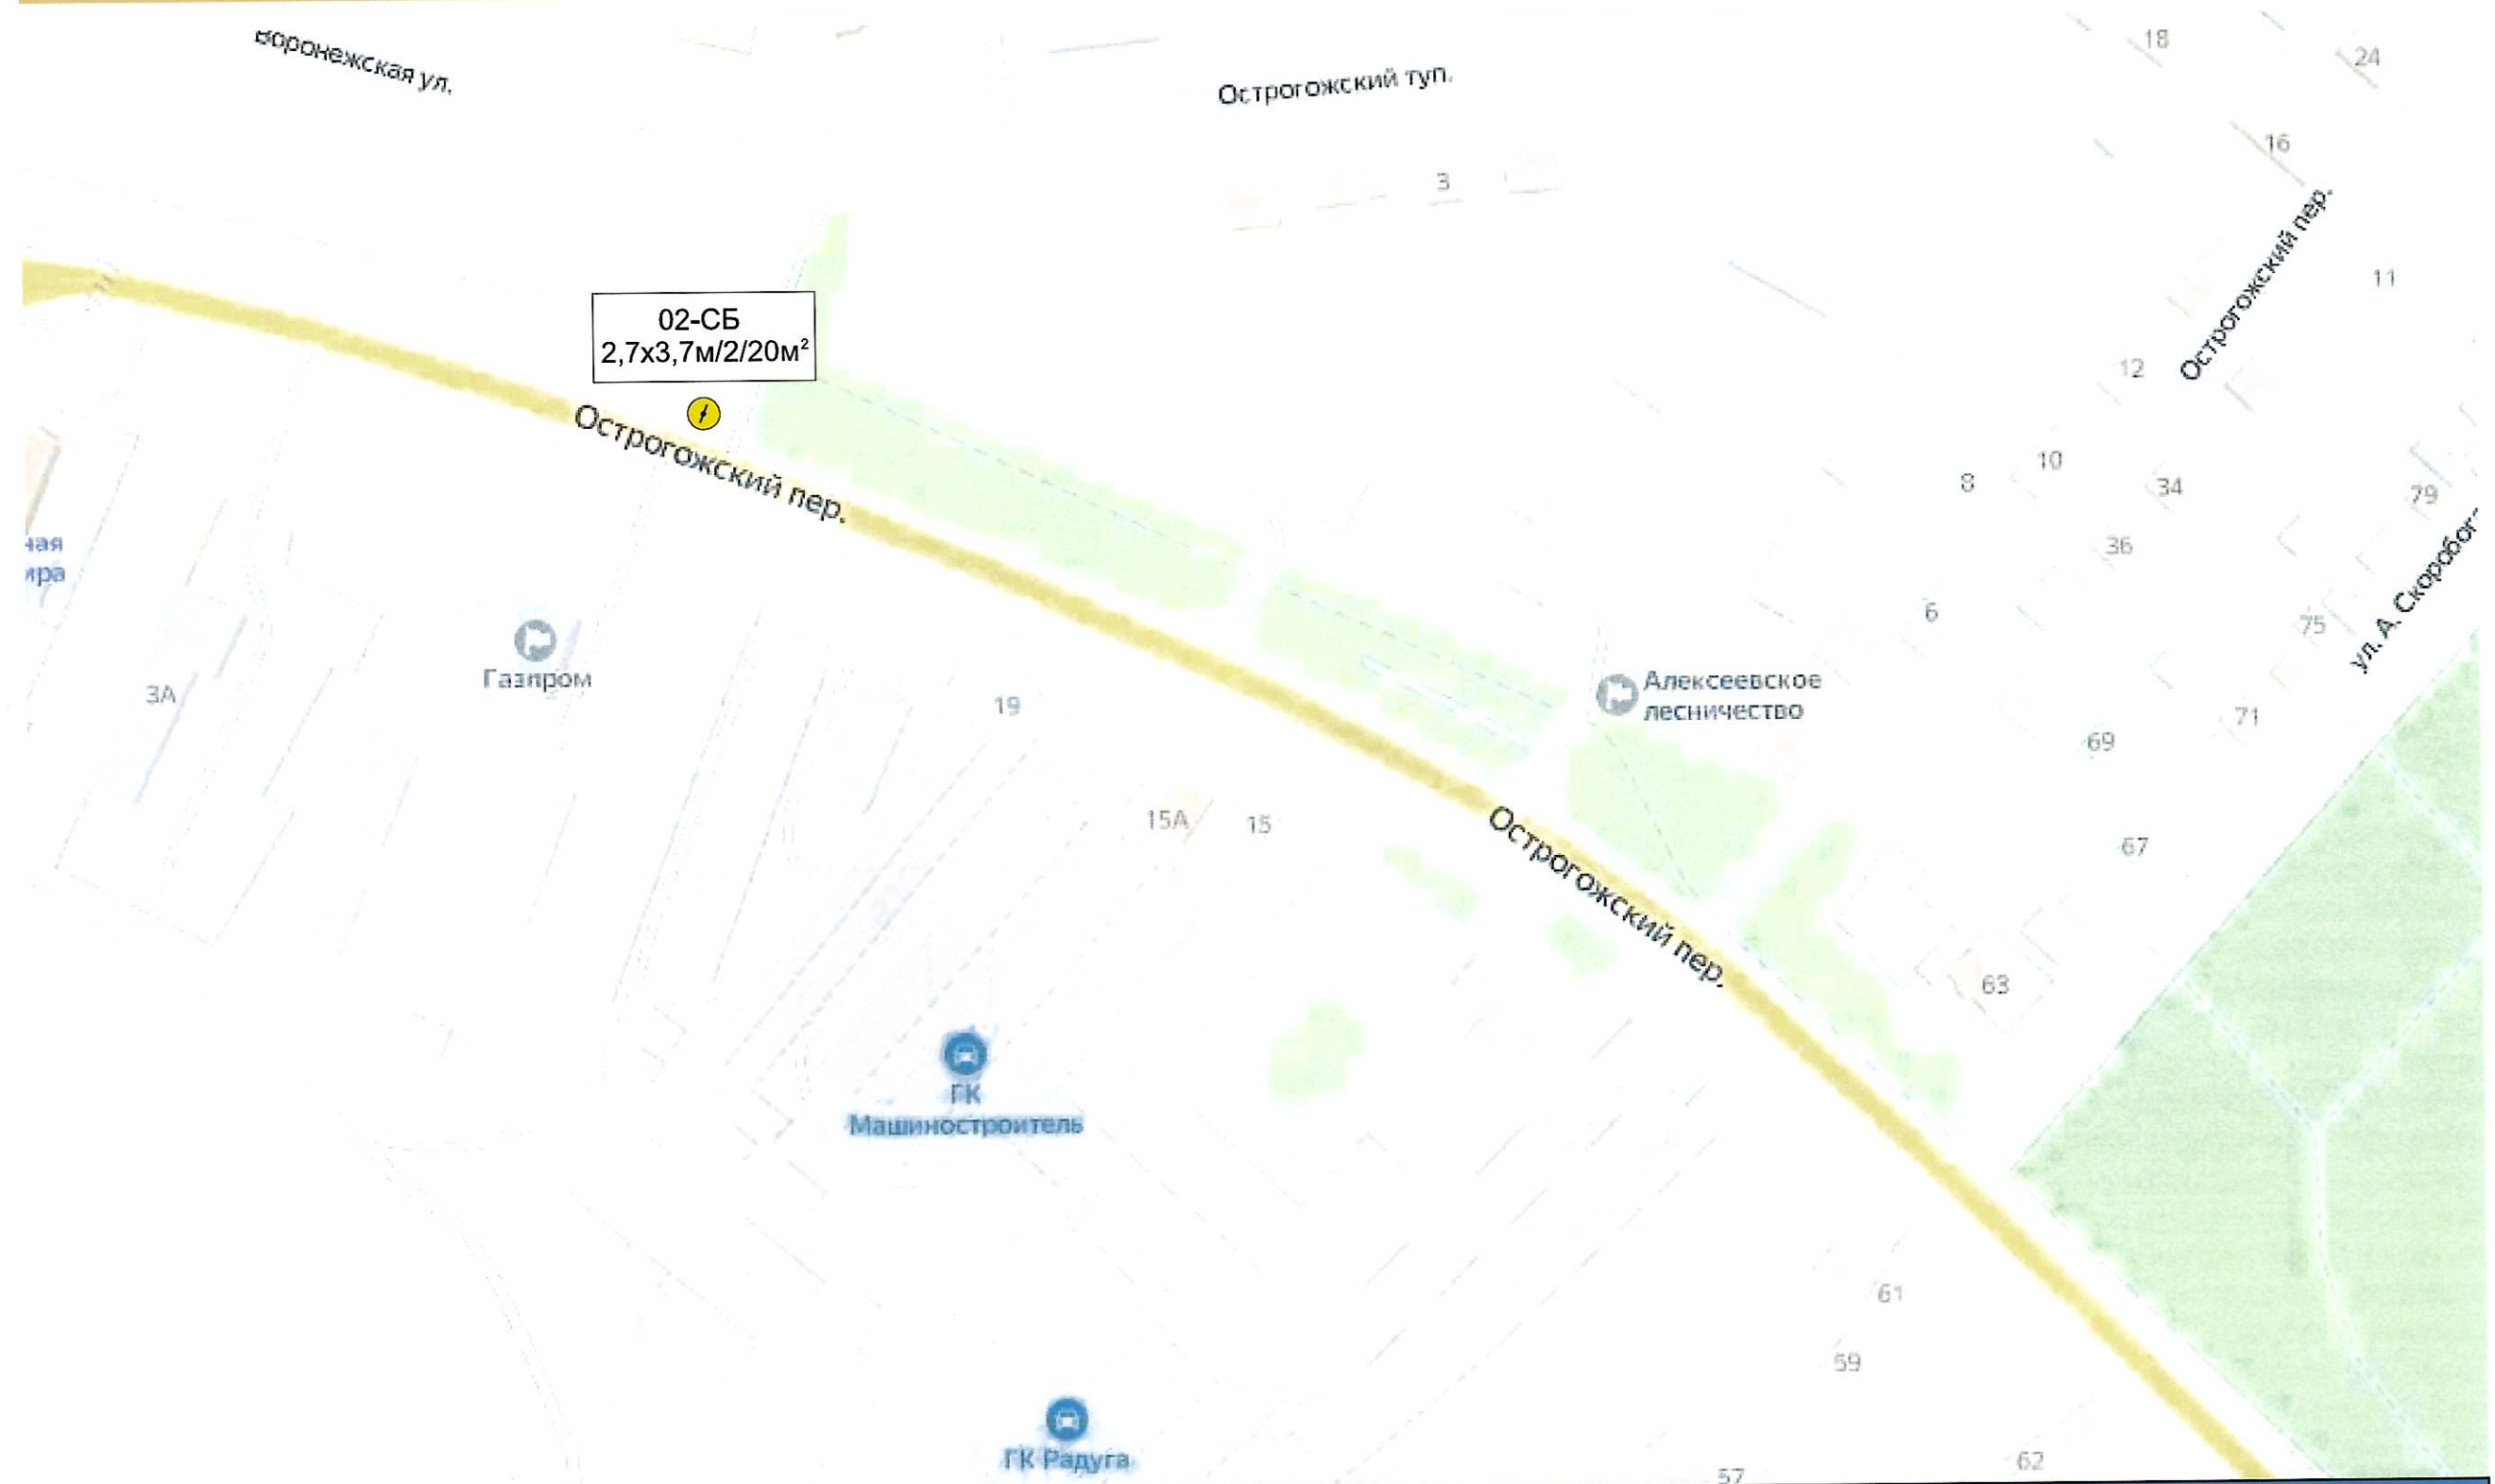 Воронежская ул.
Острогожский туп.
18
24
16
3
Острогожский пер.
11
02-СБ
2,7х3,7м/2/20м²
12
Острогожский пер.
8
10
34
79
36
6
75
ул. А. Скоробог
ная
ира
Газпром
3А
19
Алексеевское
лесничество
71
69
15А
15
67
Острогожский пер.
63
ГК
Машиностроитель
61
59
ГК Радуга
57
62